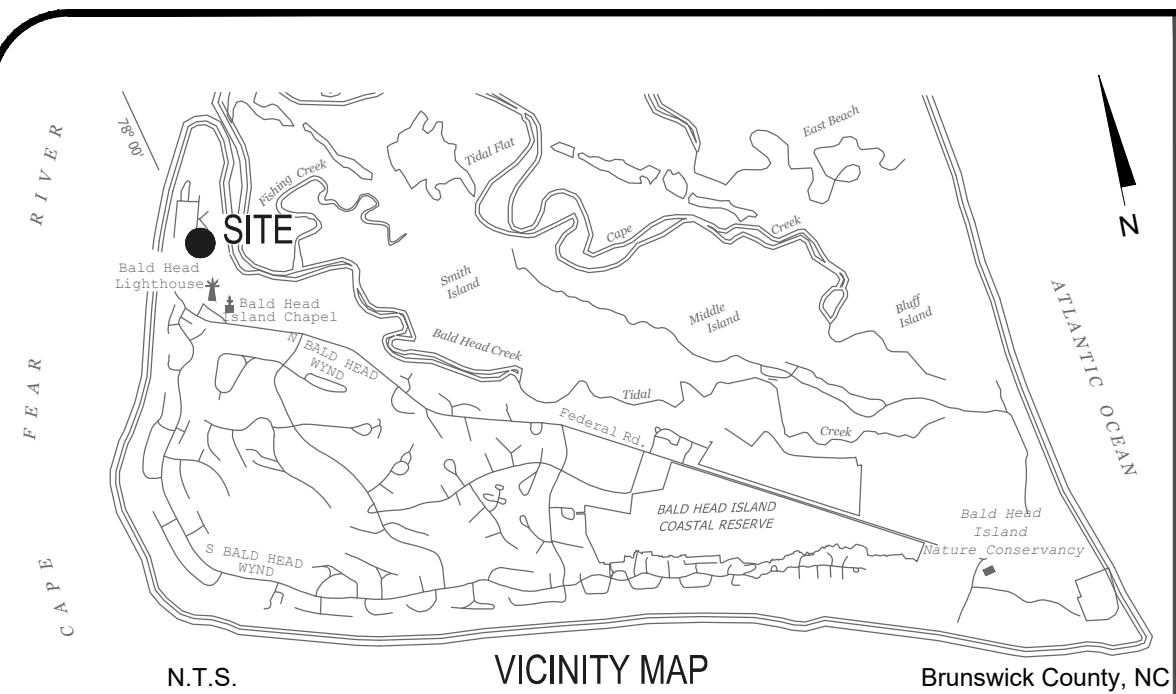 78° 00'
RIVER
FEAR
CAPE
Fishing Creek
Tidal Flat
East Beach
SITE
Cape
Creek
N
Bald Head
Lighthouse
Smith
Island
Bald Head
Island Chapel
Middle
Island
Bluff
Island
ATLANTIC OCEAN
N BALD HEAD
WYND
Bald Head Creek
Tidal
Creek
Federal Rd.
BALD HEAD ISLAND
COASTAL RESERVE
Bald Head
Island
Nature Conservancy
S BALD HEAD
WYND
N.T.S.
VICINITY MAP
Brunswick County, NC